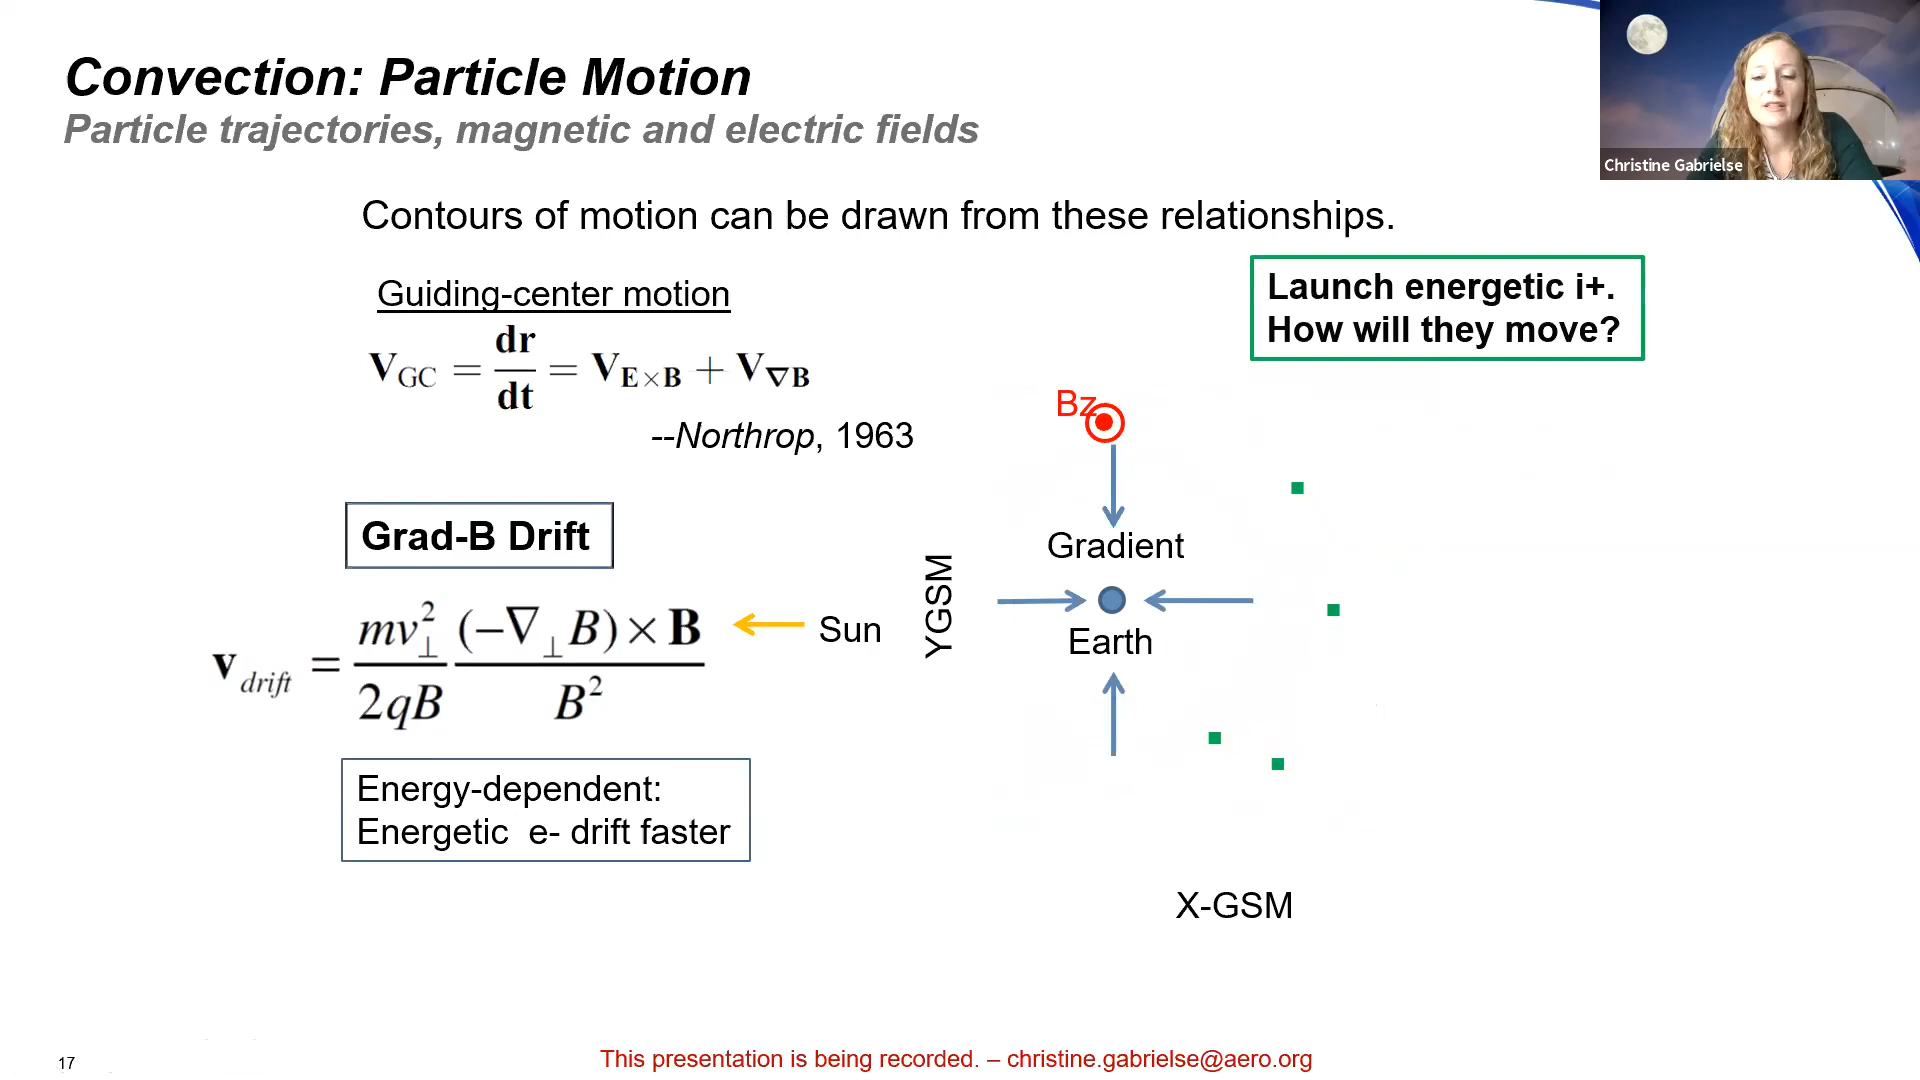 Convection: Particle Motion
Particle trajectories, magnetic and electric fields
Christine Gabrielse
Contours of motion can be drawn from these relationships.
Guiding-center motion
V_GC = dr/dt = V_E×B + V_∇B
--Northrop, 1963
Launch energetic i+.
How will they move?
Bz
Grad-B Drift
Gradient
YGSM
v_drift = mv⊥²/2qB (−∇⊥B)×B/B²
Sun
Earth
Energy-dependent:
Energetic e- drift faster
X-GSM
17
This presentation is being recorded. – christine.gabrielse@aero.org